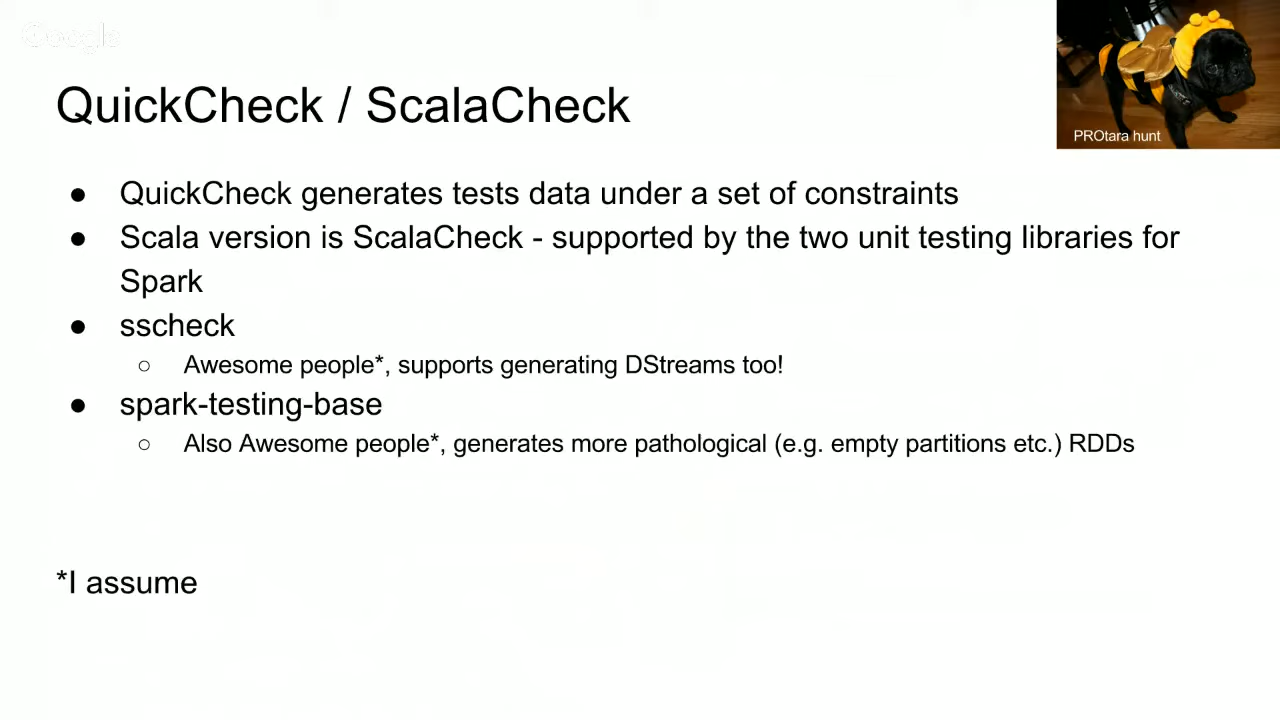 Google
PROtara hunt
QuickCheck / ScalaCheck
● QuickCheck generates tests data under a set of constraints
● Scala version is ScalaCheck - supported by the two unit testing libraries for
Spark
● sscheck
○ Awesome people*, supports generating DStreams too!
● spark-testing-base
○ Also Awesome people*, generates more pathological (e.g. empty partitions etc.) RDDs
*I assume